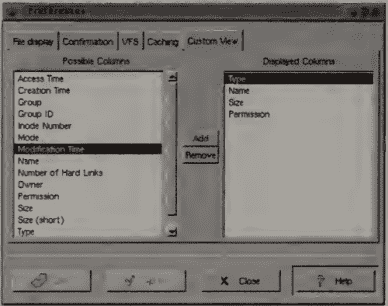 Preferences
File display
Confirmation
VFS
Caching
Custom View
Possible Columns
Displayed Columns
Access Time
Creation Time
Group
Group ID
Inode Number
Mode
Modification Time
Name
Number of Hard Links
Owner
Permission
Size
Size (short)
Type
Add
Remove
Type
Name
Size
Permission
Close
Help